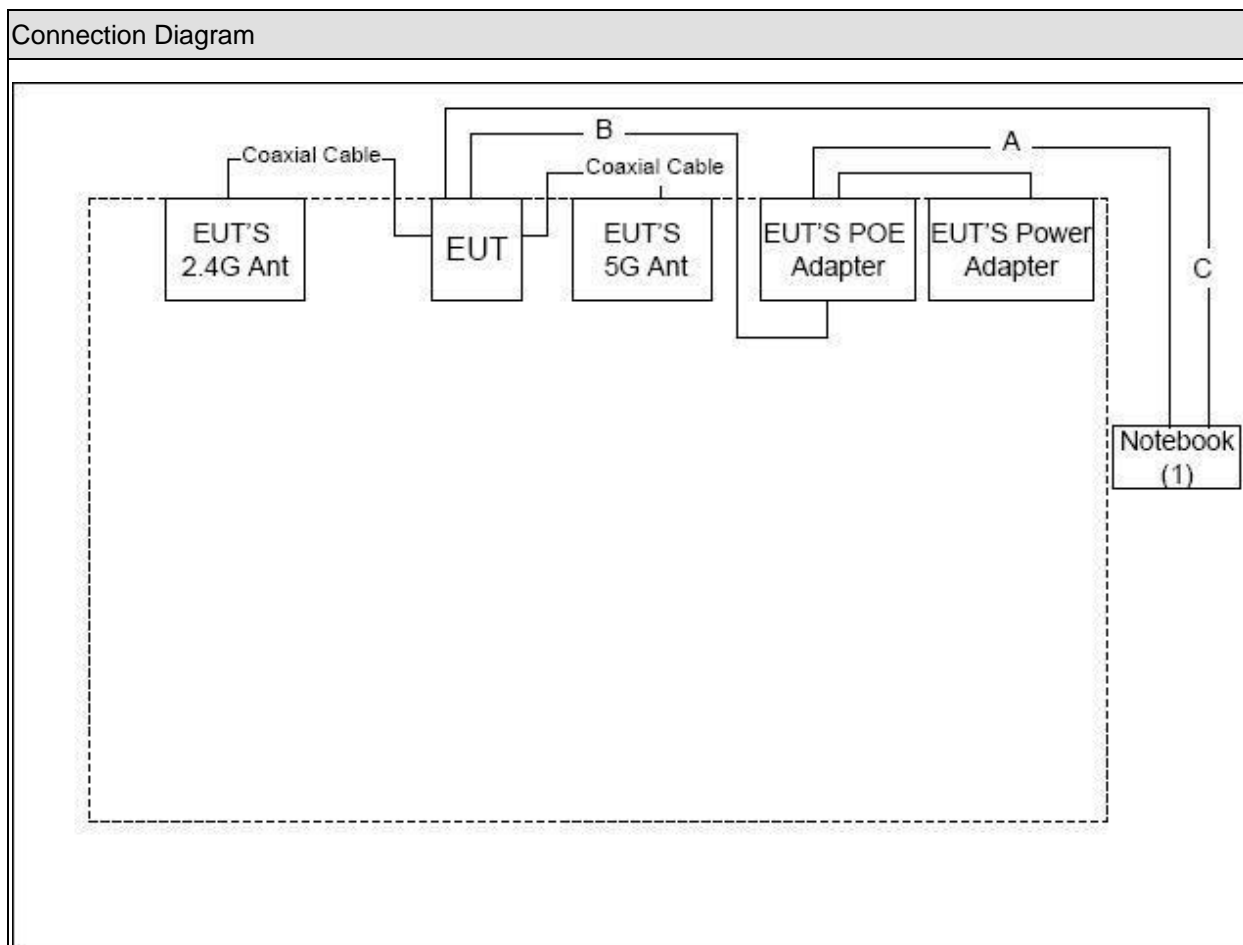 Connection Diagram
B
A
Coaxial Cable
Coaxial Cable
EUT'S
2.4G Ant
EUT
EUT'S
5G Ant
EUT'S POE
Adapter
EUT'S Power
Adapter
C
Notebook
(1)